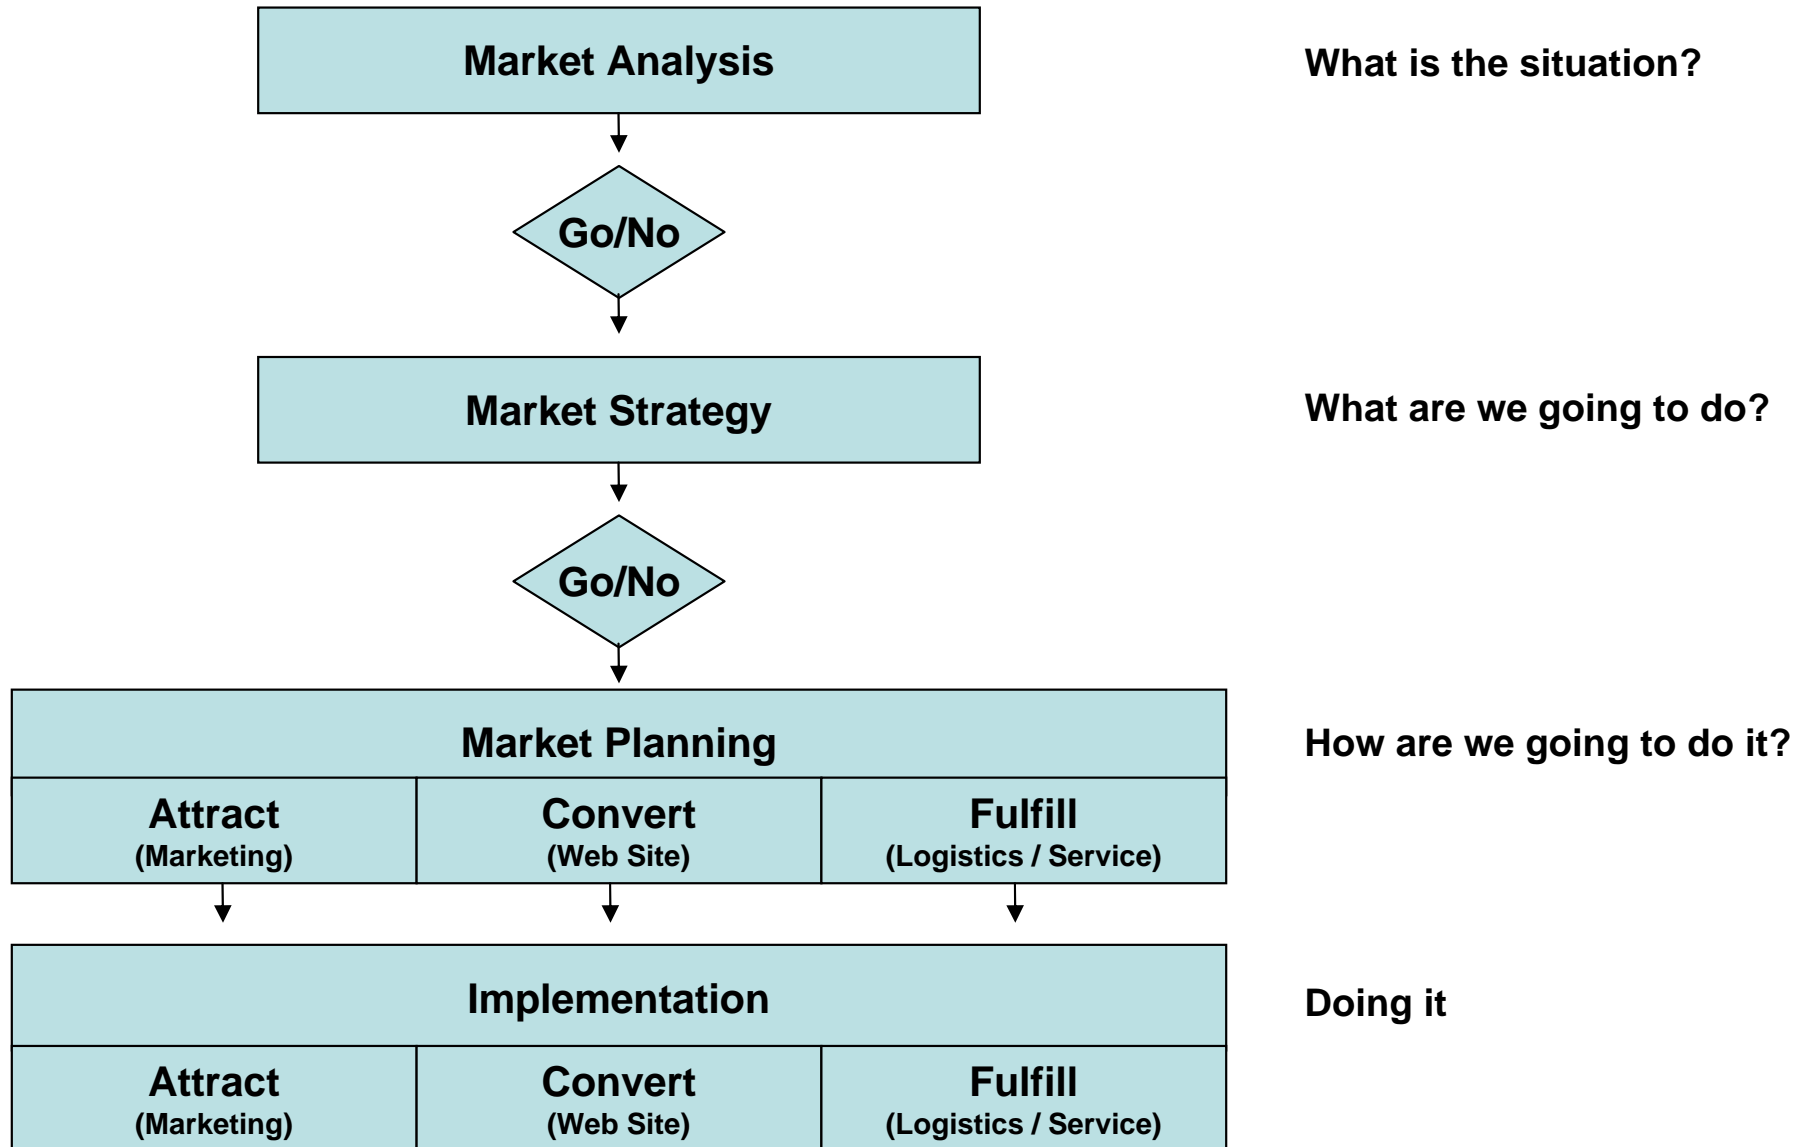 Market Analysis
What is the situation?
Go/No
Market Strategy
What are we going to do?
Go/No
Market Planning
How are we going to do it?
Attract
(Marketing)
Convert
(Web Site)
Fulfill
(Logistics / Service)
Implementation
Doing it
Attract
(Marketing)
Convert
(Web Site)
Fulfill
(Logistics / Service)